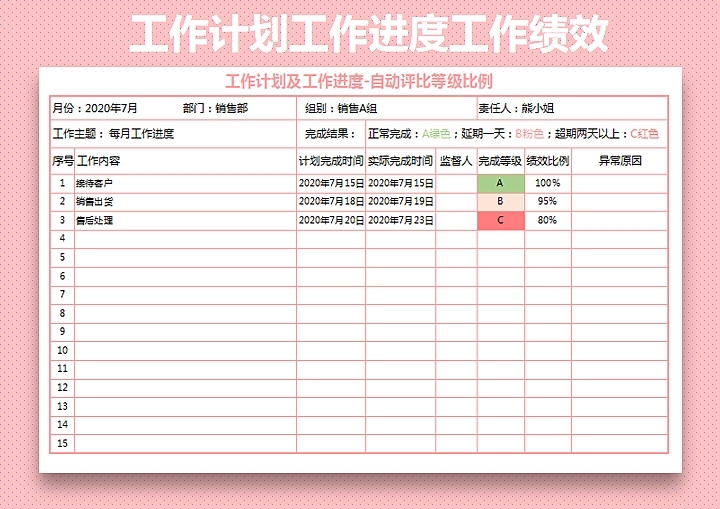 工作计划工作进度工作绩效
工作计划及工作进度-自动评比等级比例
月份：2020年7月 部门：销售部 组别：销售A组 责任人：熊小姐
工作主题： 每月工作进度 完成结果： 正常完成：A绿色；延期一天：B粉色；超期两天以上：C红色
序号 工作内容 计划完成时间 实际完成时间 监督人 完成等级 绩效比例 异常原因
1 接待客户 2020年7月15日 2020年7月15日 A 100%
2 销售出货 2020年7月18日 2020年7月19日 B 95%
3 售后处理 2020年7月20日 2020年7月23日 C 80%
4
5
6
7
8
9
10
11
12
13
14
15